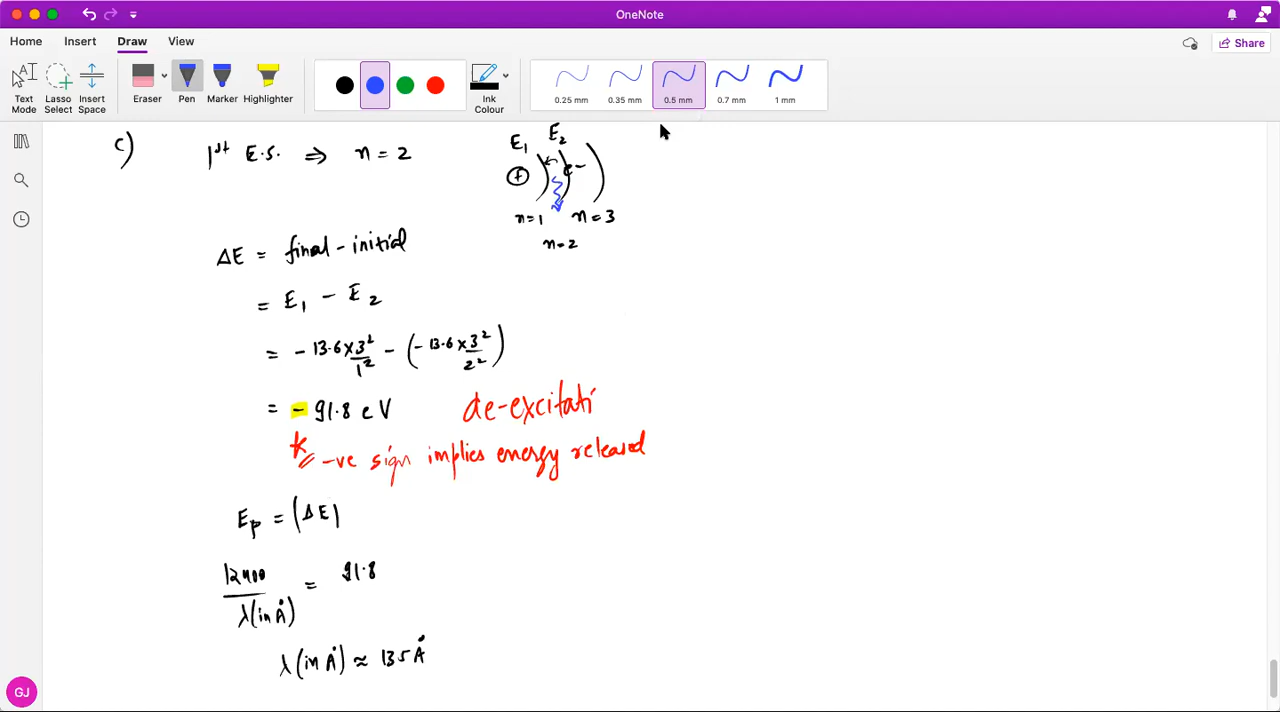 OneNote
Home Insert Draw View
Share
Text Mode
Lasso Select
Insert Space
Eraser
Pen
Marker
Highlighter
Ink Colour
0.25 mm
0.35 mm
0.5 mm
0.7 mm
1 mm
c) 1st E.S. ⇒ n = 2
E1 E2
+ e-
n=1 n=3
n=2
ΔE = final - initial
= E1 - E2
= - 13.6 × 3²/1² - (- 13.6 × 3²/2²)
= - 91.8 eV de-excitati
-ve sign implies energy released
Ep = |ΔE|
12400/λ(in Å) = 91.8
λ(in Å) ≈ 135 Å
GJ